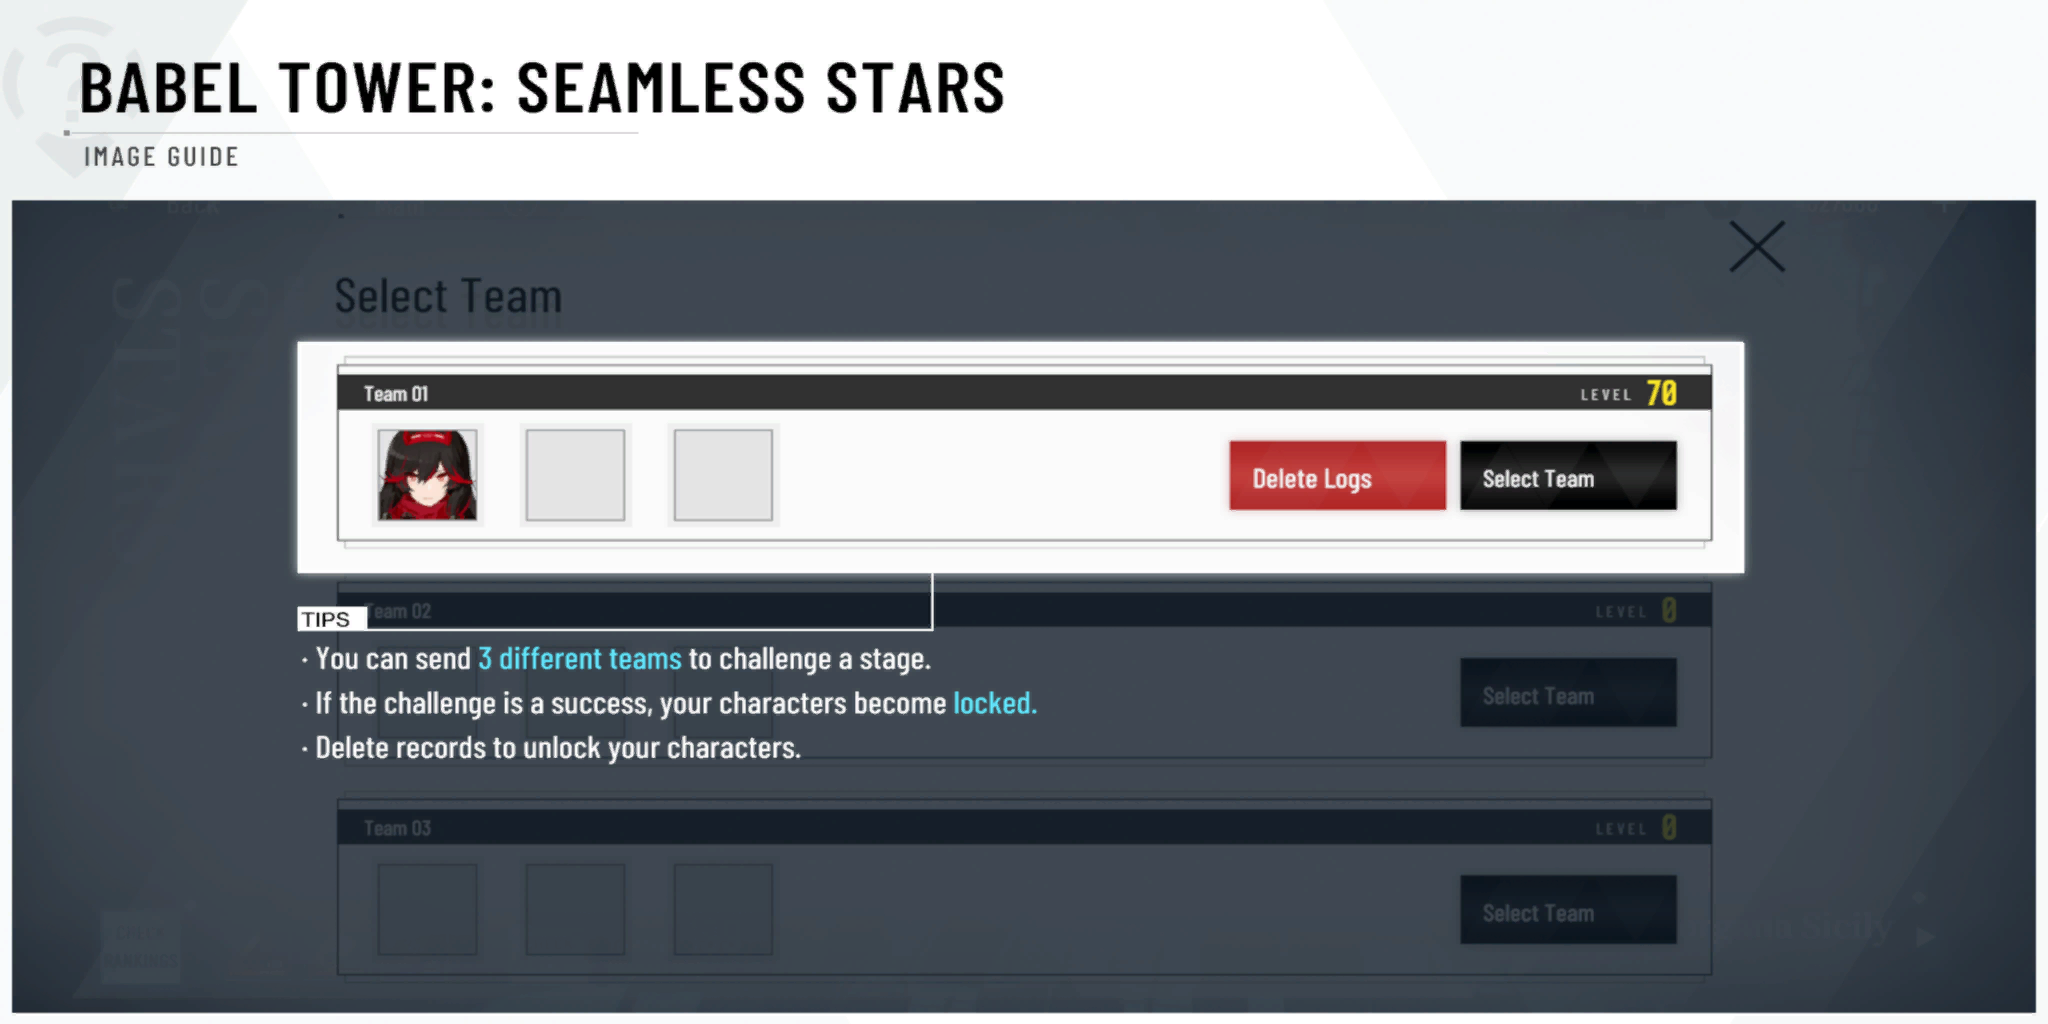 BABEL TOWER: SEAMLESS STARS
IMAGE GUIDE
Back
Select Team
Team 01
LEVEL 70
Delete Logs
Select Team
Team 02
LEVEL 0
TIPS
· You can send 3 different teams to challenge a stage.
Select Team
· If the challenge is a success, your characters become locked.
· Delete records to unlock your characters.
Team 03
LEVEL 0
Select Team
RANKINGS